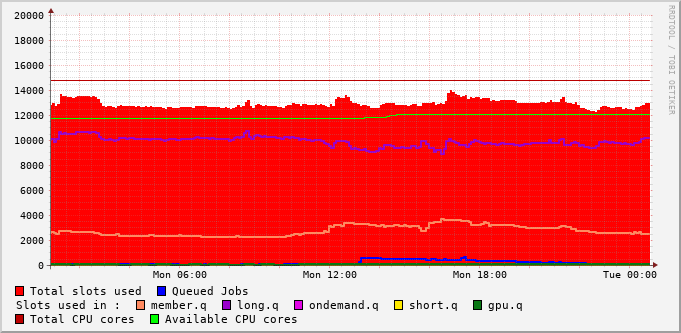 RRDTOOL / TOBI OETIKER
20000
18000
16000
14000
12000
10000
8000
6000
4000
2000
0
Mon 06:00 Mon 12:00 Mon 18:00 Tue 00:00
Total slots used Queued Jobs
Slots used in : member.q long.q ondemand.q short.q gpu.q
Total CPU cores Available CPU cores